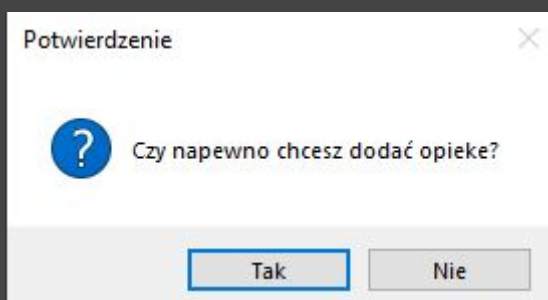 Potwierdzenie
?
Czy napewno chcesz dodać opieke?
Tak
Nie